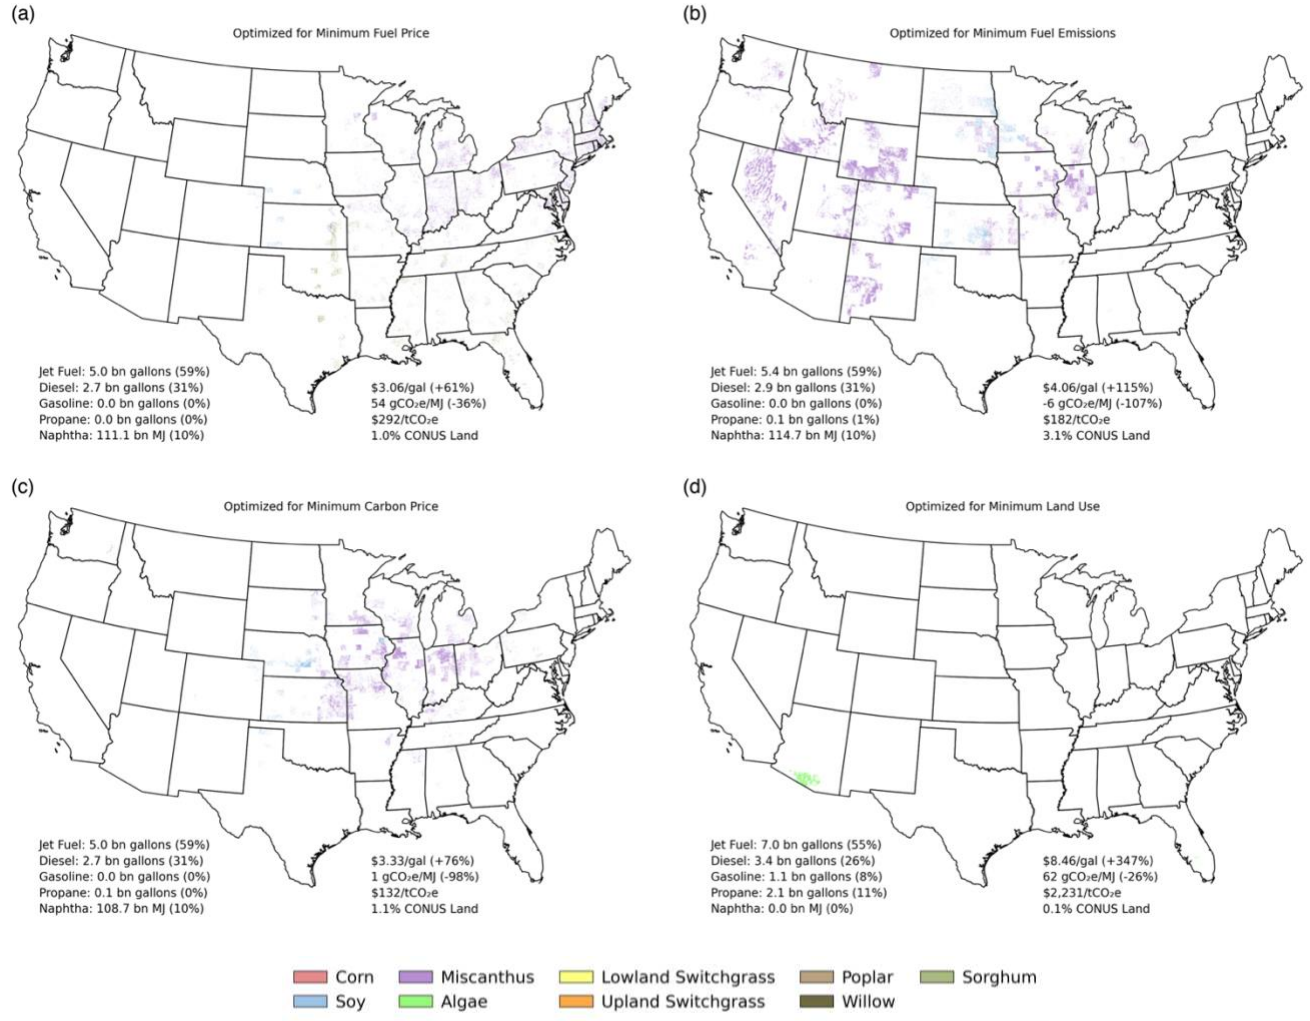 (a)
Optimized for Minimum Fuel Price
Jet Fuel: 5.0 bn gallons (59%)
Diesel: 2.7 bn gallons (31%)
Gasoline: 0.0 bn gallons (0%)
Propane: 0.0 bn gallons (0%)
Naphtha: 111.1 bn MJ (10%)
$3.06/gal (+61%)
54 gCO₂e/MJ (-36%)
$292/tCO₂e
1.0% CONUS Land
(b)
Optimized for Minimum Fuel Emissions
Jet Fuel: 5.4 bn gallons (59%)
Diesel: 2.9 bn gallons (31%)
Gasoline: 0.0 bn gallons (0%)
Propane: 0.1 bn gallons (1%)
Naphtha: 114.7 bn MJ (10%)
$4.06/gal (+115%)
-6 gCO₂e/MJ (-107%)
$182/tCO₂e
3.1% CONUS Land
(c)
Optimized for Minimum Carbon Price
Jet Fuel: 5.0 bn gallons (59%)
Diesel: 2.7 bn gallons (31%)
Gasoline: 0.0 bn gallons (0%)
Propane: 0.1 bn gallons (0%)
Naphtha: 108.7 bn MJ (10%)
$3.33/gal (+76%)
1 gCO₂e/MJ (-98%)
$132/tCO₂e
1.1% CONUS Land
(d)
Optimized for Minimum Land Use
Jet Fuel: 7.0 bn gallons (55%)
Diesel: 3.4 bn gallons (26%)
Gasoline: 1.1 bn gallons (8%)
Propane: 2.1 bn gallons (11%)
Naphtha: 0.0 bn MJ (0%)
$8.46/gal (+347%)
62 gCO₂e/MJ (-26%)
$2,231/tCO₂e
0.1% CONUS Land
Corn
Miscanthus
Lowland Switchgrass
Poplar
Sorghum
Soy
Algae
Upland Switchgrass
Willow